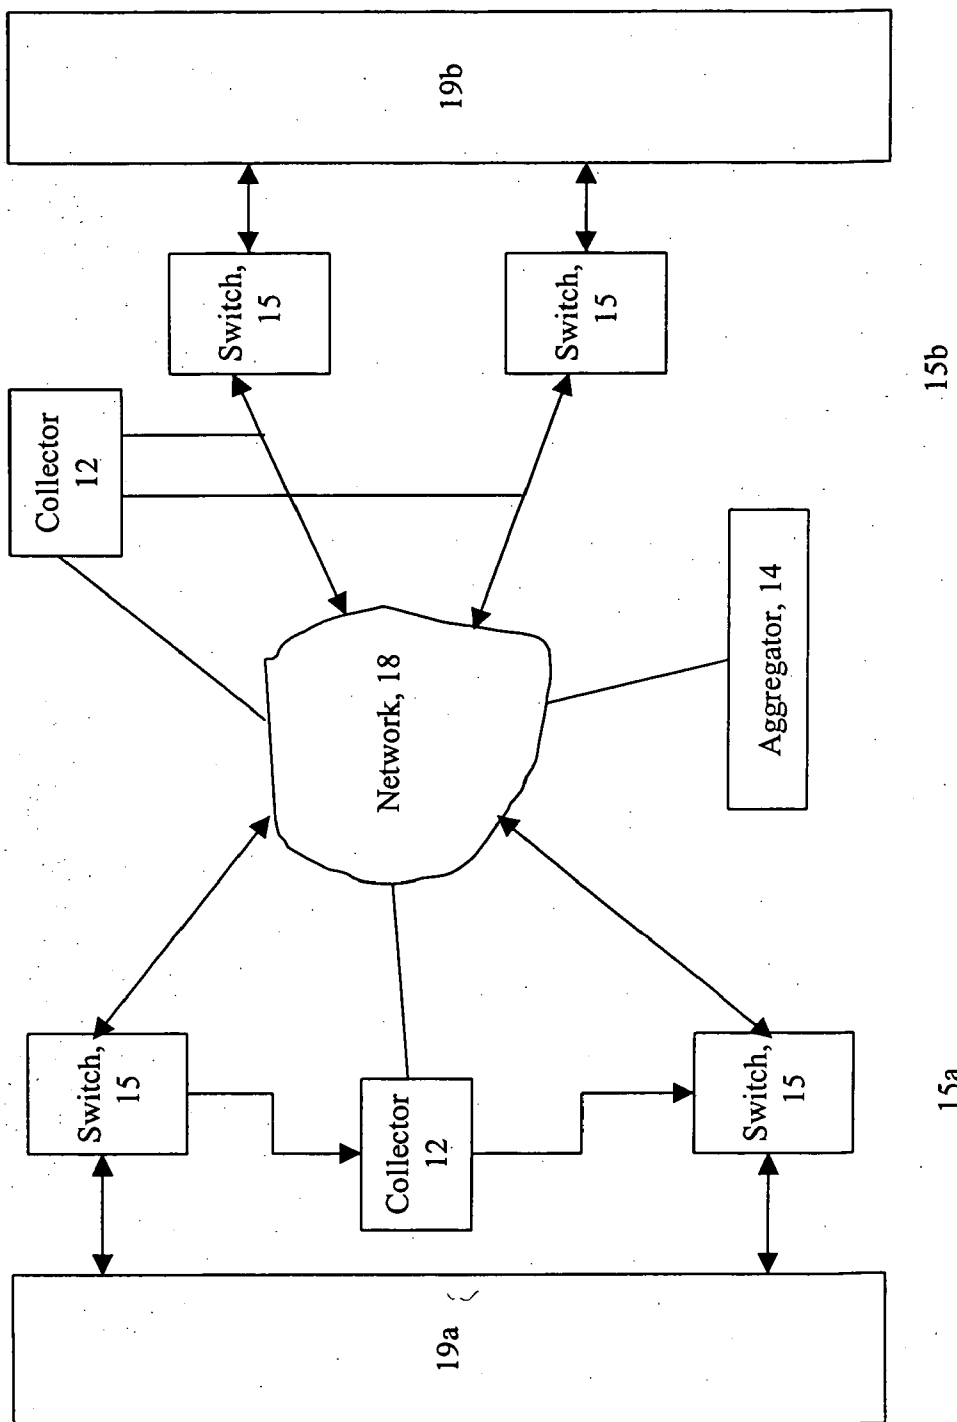 Collector
12
Switch,
15
Switch,
15
19a
Collector
12
Network, 18
19b
Switch,
15
Switch,
15
Aggregator, 14
15a
15b